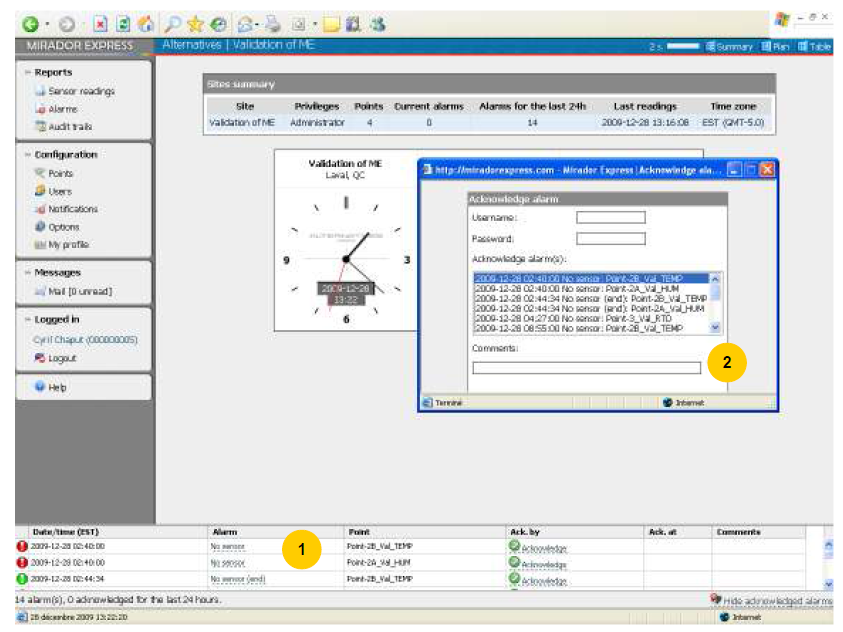 MIRADOR EXPRESS
Alternatives | Validation of ME
2 s
Summary
Plan
Table
Reports
Sensor readings
Alarms
Audit trails
Configuration
Points
Users
Notifications
Options
My profile
Messages
Mail [0 unread]
Logged in
Cyril Chaput (000000005)
Logout
Help
Sites summary
Site Privileges Points Current alarms Alarms for the last 24h Last readings Time zone
Validation of ME Administrator 4 0 14 2009-12-28 13:16:08 EST (GMT-5.0)
Validation of ME
Laval, QC
9
3
2009-12-28
13:22
6
http://miradorexpress.com - Mirador Express | Acknowledge ala...
Acknowledge alarm
Username:
Password:
Acknowledge alarm(s):
2009-12-28 02:40:00 No sensor: Point-2B_Val_TEMP
2009-12-28 02:40:00 No sensor: Point-2A_Val_HUM
2009-12-28 02:44:34 No sensor (end): Point-2B_Val_TEMP
2009-12-28 02:44:34 No sensor (end): Point-2A_Val_HUM
2009-12-28 04:27:00 No sensor: Point-3_Val_RTD
2009-12-28 08:55:00 No sensor: Point-2B_Val_TEMP
Comments:
2
Terminé
Internet
Date/time (EST) Alarm Point Ack. by Ack. at Comments
2009-12-28 02:40:00 No sensor Point-2B_Val_TEMP Acknowledge
1
2009-12-28 02:40:00 No sensor Point-2A_Val_HUM Acknowledge
2009-12-28 02:44:34 No sensor (end) Point-2B_Val_TEMP Acknowledge
14 alarm(s), 0 acknowledged for the last 24 hours.
Hide acknowledged alarms
28 décembre 2009 13:22:20
Internet